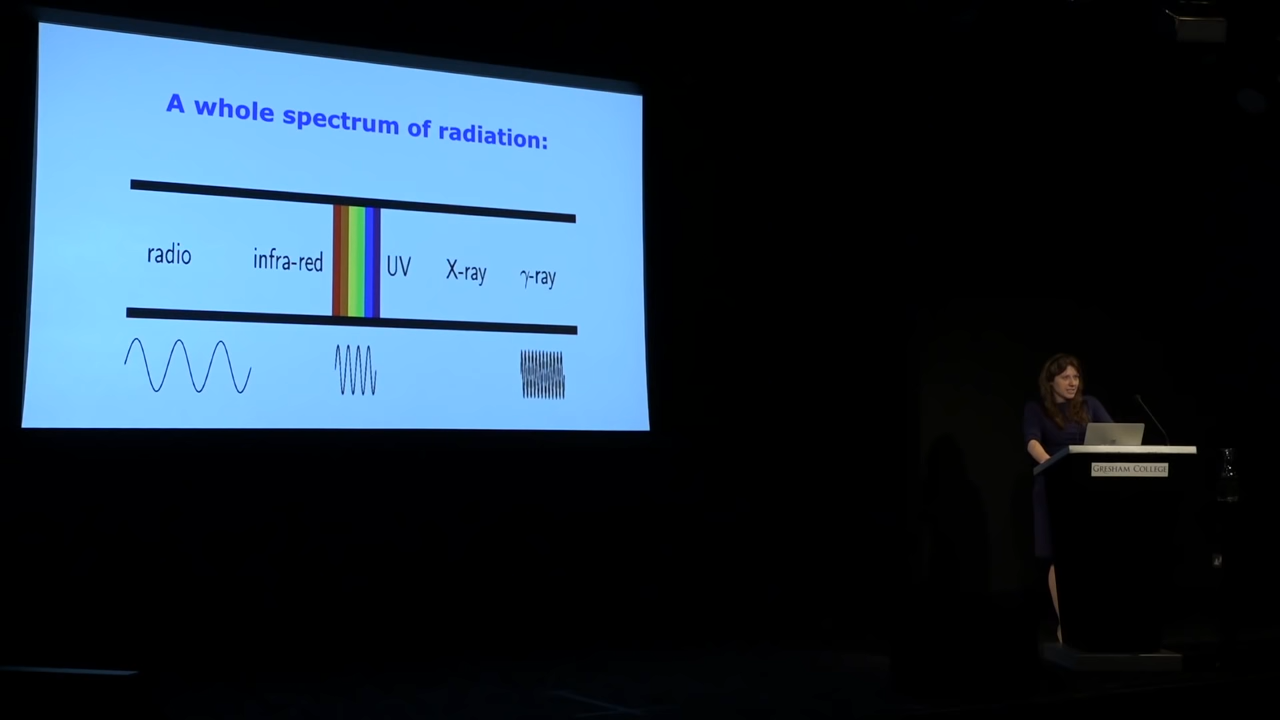 A whole spectrum of radiation:
radio infra-red UV X-ray γ-ray
GRESHAM COLLEGE